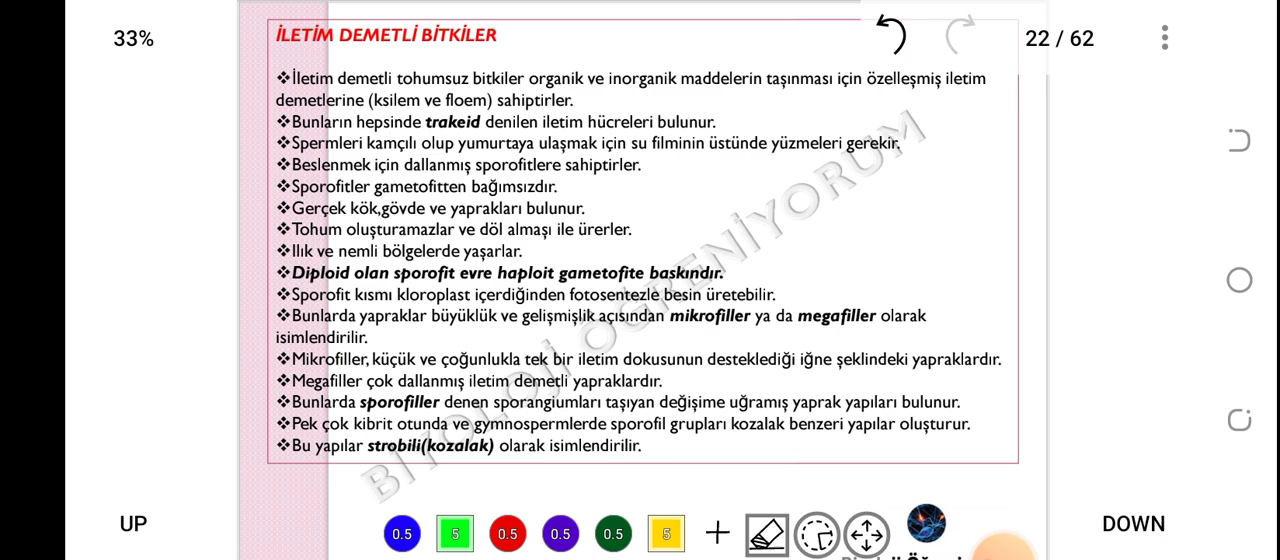 33%
22 / 62
İLETİM DEMETLİ BİTKİLER
❖İletim demetli tohumsuz bitkiler organik ve inorganik maddelerin taşınması için özelleşmiş iletim
demetlerine (ksilem ve floem) sahiptirler.
❖Bunların hepsinde trakeid denilen iletim hücreleri bulunur.
❖Spermleri kamçılı olup yumurtaya ulaşmak için su filminin üstünde yüzmeleri gerekir.
❖Beslenmek için dallanmış sporofitlere sahiptirler.
❖Sporofitler gametofitten bağımsızdır.
❖Gerçek kök,gövde ve yaprakları bulunur.
❖Tohum oluşturamazlar ve döl almaşı ile ürerler.
❖Ilık ve nemli bölgelerde yaşarlar.
❖Diploid olan sporofit evre haploit gametofite baskındır.
❖Sporofit kısmı kloroplast içerdiğinden fotosentezle besin üretebilir.
❖Bunlarda yapraklar büyüklük ve gelişmişlik açısından mikrofiller ya da megafiller olarak
isimlendirilir.
❖Mikrofiller, küçük ve çoğunlukla tek bir iletim dokusunun desteklediği iğne şeklindeki yapraklardır.
❖Megafiller çok dallanmış iletim demetli yapraklardır.
❖Bunlarda sporofiller denen sporangiumları taşıyan değişime uğramış yaprak yapıları bulunur.
❖Pek çok kibrit otunda ve gymnospermlerde sporofil grupları kozalak benzeri yapılar oluşturur.
❖Bu yapılar strobili(kozalak) olarak isimlendirilir.
BİYOLOJİ ÖĞRENİYORUM
UP
0.5 5 0.5 0.5 0.5 5
DOWN